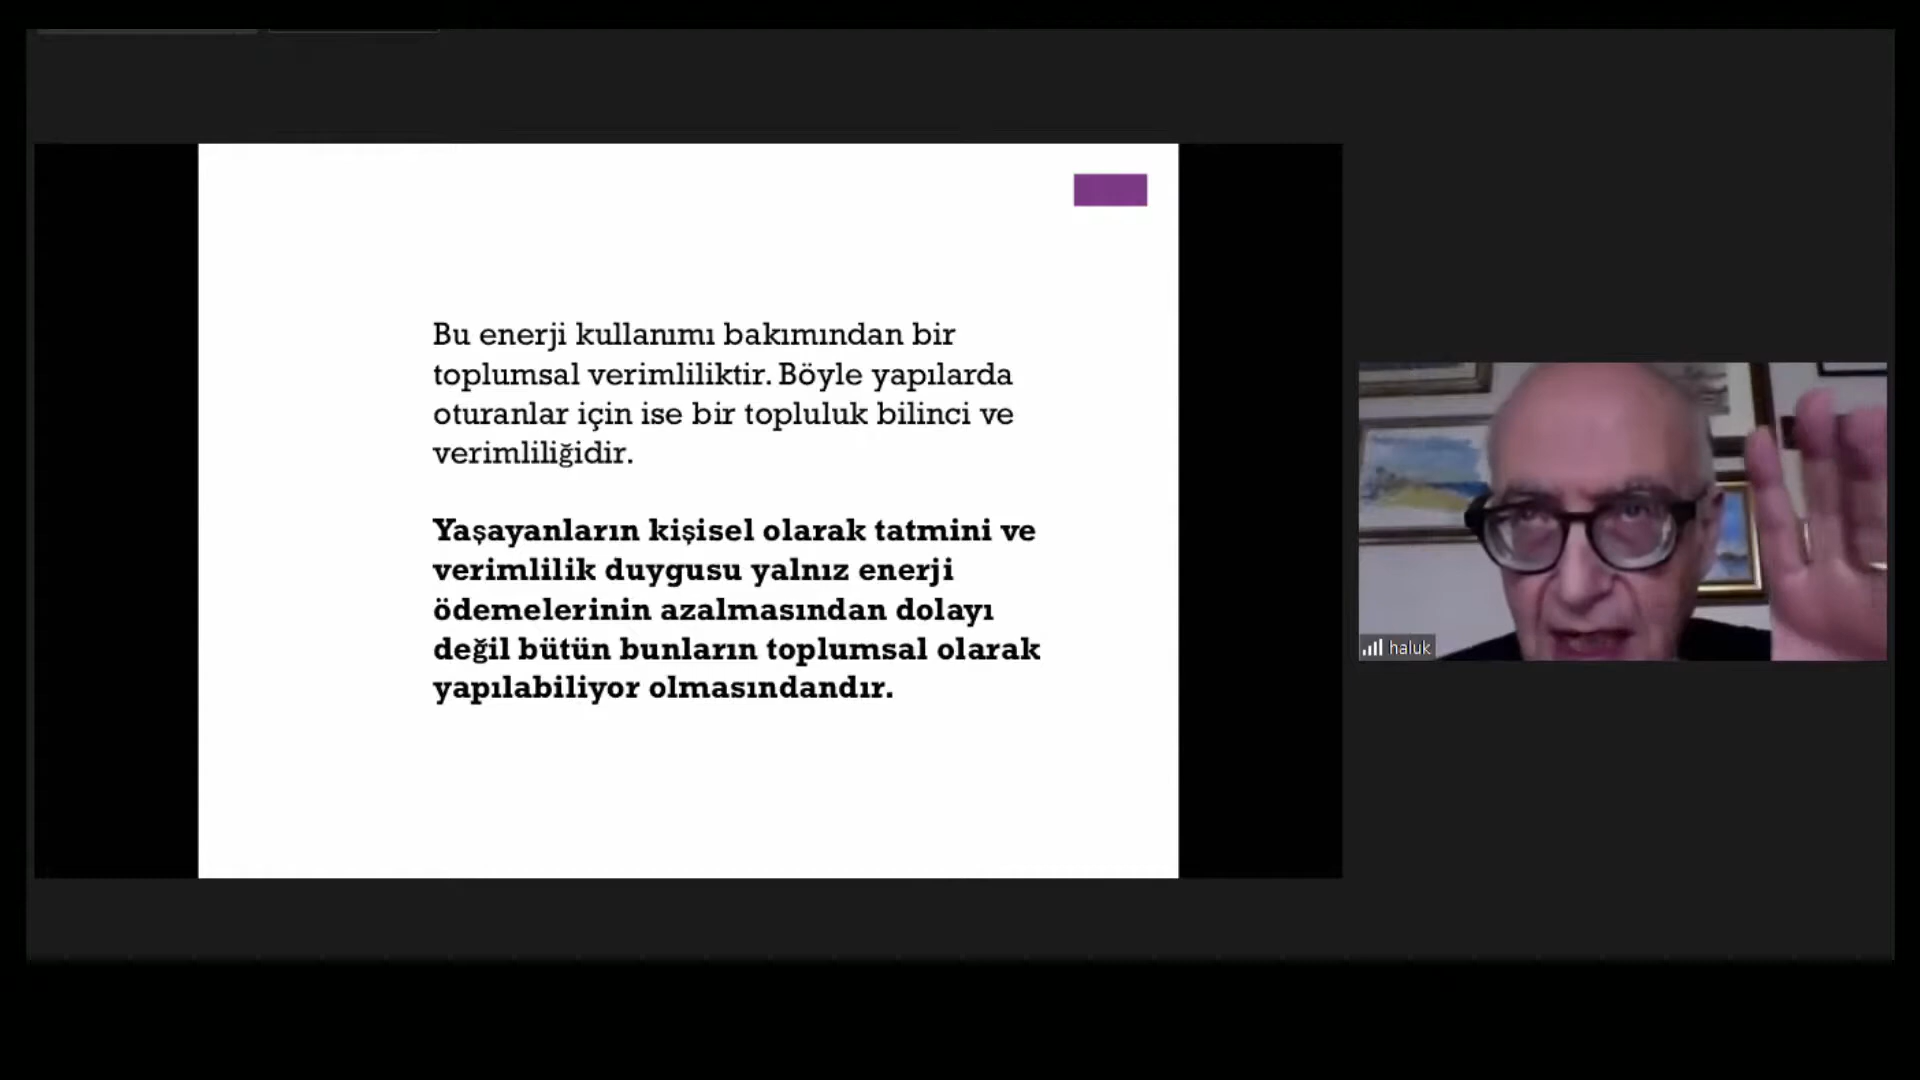 Bu enerji kullanımı bakımından bir
toplumsal verimliliktir. Böyle yapılarda
oturanlar için ise bir topluluk bilinci ve
verimliliğidir.
Yaşayanların kişisel olarak tatmini ve
verimlilik duygusu yalnız enerji
ödemelerinin azalmasından dolayı
değil bütün bunların toplumsal olarak
yapılabiliyor olmasındandır.
haluk